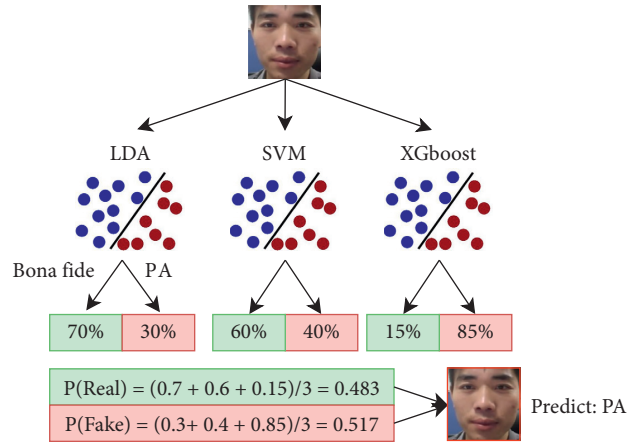 LDA
SVM
XGboost
Bona fide
PA
70%
30%
60%
40%
15%
85%
P(Real) = (0.7 + 0.6 + 0.15)/3 = 0.483
P(Fake) = (0.3+ 0.4 + 0.85)/3 = 0.517
Predict: PA